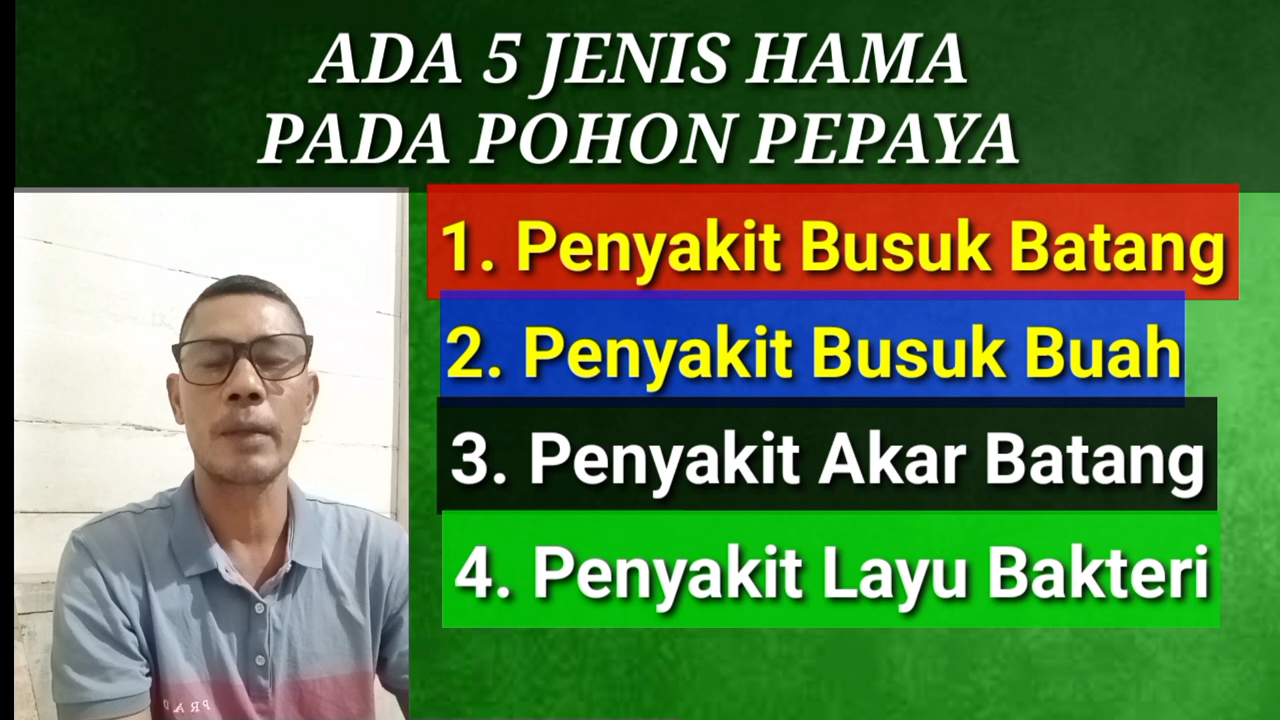 ADA 5 JENIS HAMA
PADA POHON PEPAYA
1. Penyakit Busuk Batang
2. Penyakit Busuk Buah
3. Penyakit Akar Batang
4. Penyakit Layu Bakteri